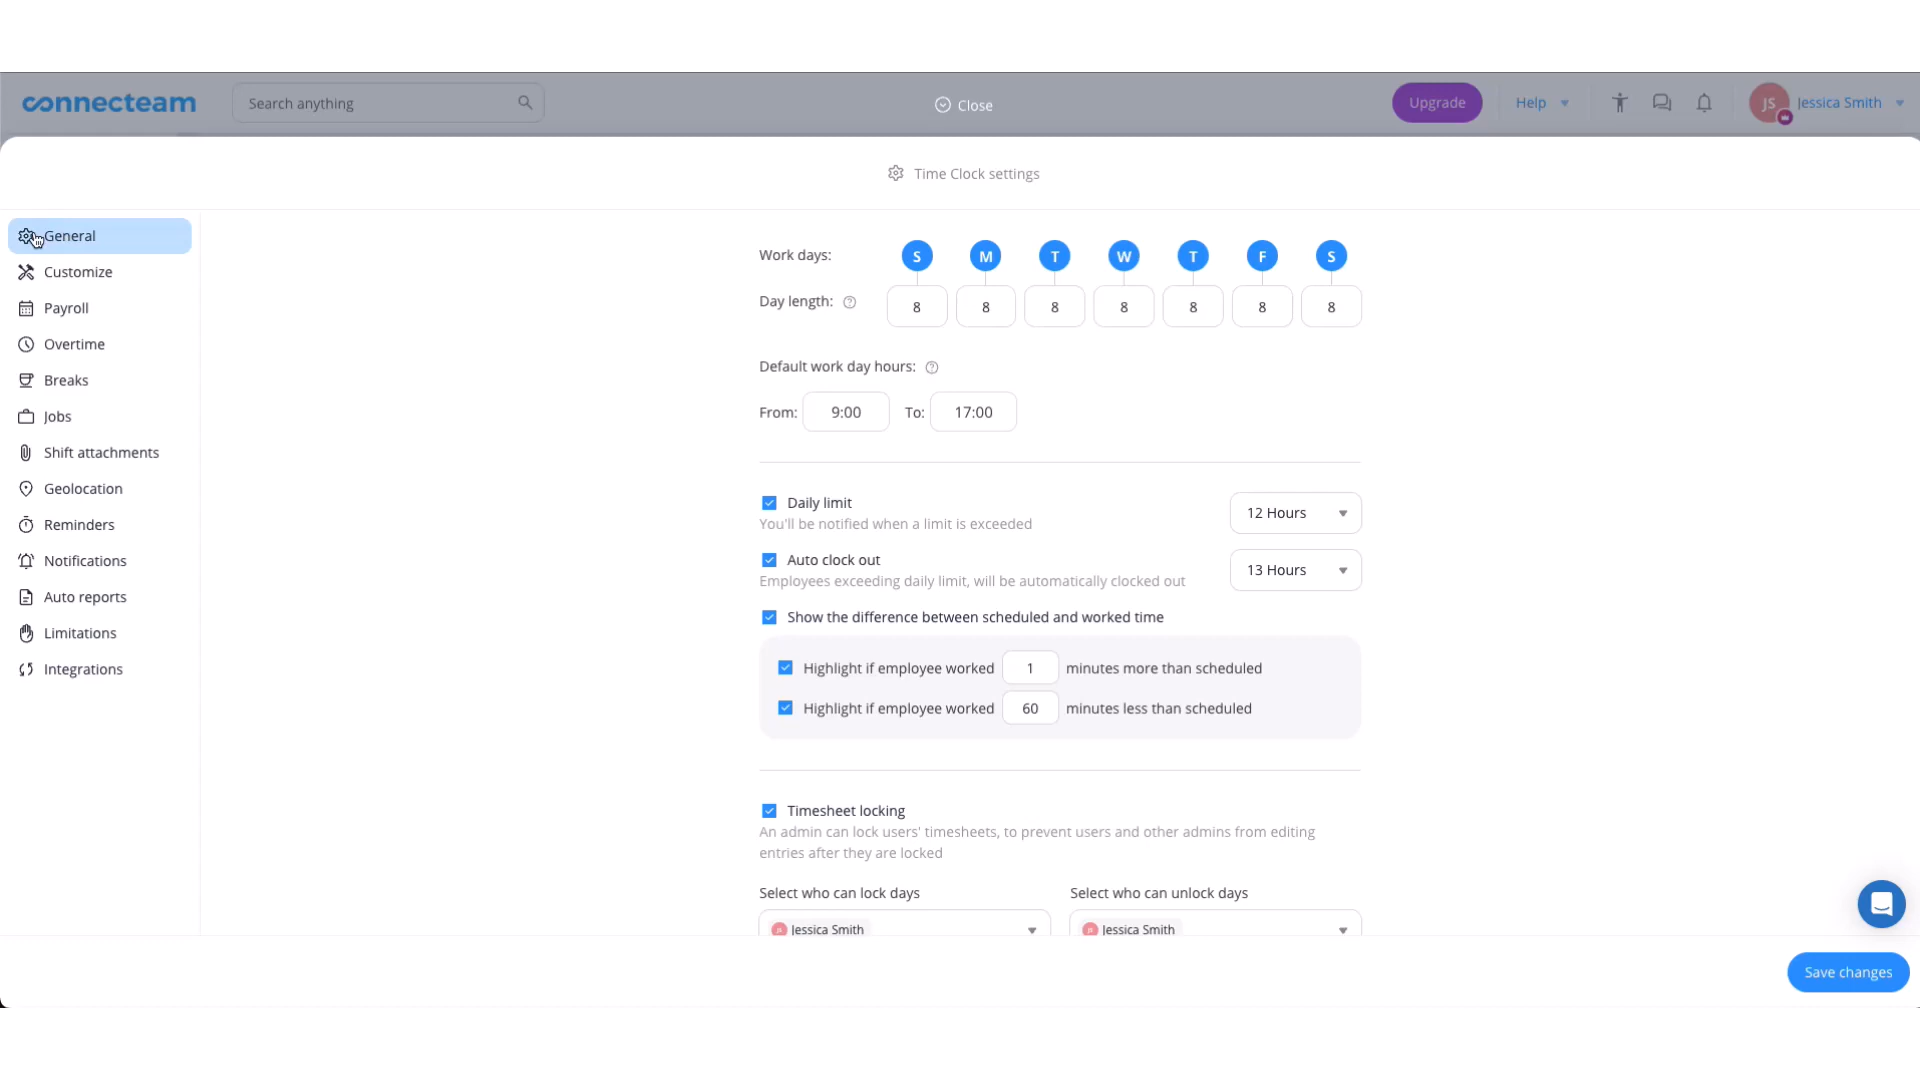 connecteam
Search anything
Close
Upgrade
Help
JS
Jessica Smith
Time Clock settings
General
Customize
Payroll
Overtime
Breaks
Jobs
Shift attachments
Geolocation
Reminders
Notifications
Auto reports
Limitations
Integrations
Work days: S M T W T F S
Day length: 8 8 8 8 8 8 8
Default work day hours:
From: 9:00 To: 17:00
Daily limit
12 Hours
You'll be notified when a limit is exceeded
Auto clock out
13 Hours
Employees exceeding daily limit, will be automatically clocked out
Show the difference between scheduled and worked time
Highlight if employee worked 1 minutes more than scheduled
Highlight if employee worked 60 minutes less than scheduled
Timesheet locking
An admin can lock users' timesheets, to prevent users and other admins from editing
entries after they are locked
Select who can lock days Select who can unlock days
Jessica Smith Jessica Smith
Save changes